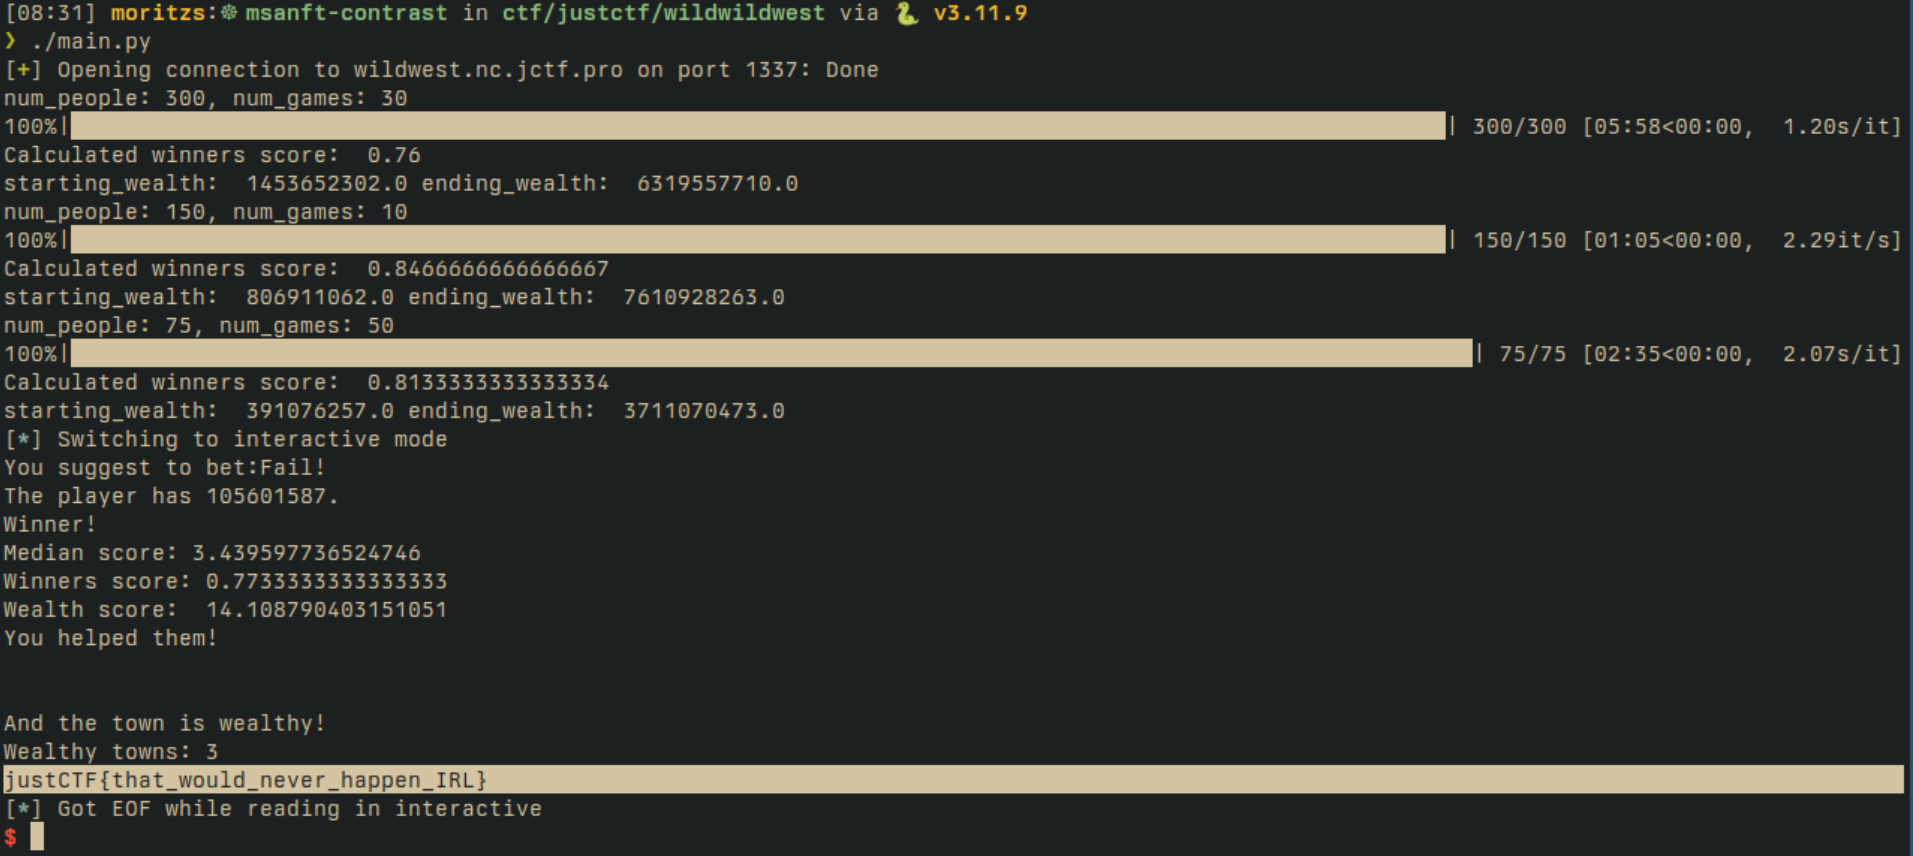 [08:31] moritzs:☸ msanft-contrast in ctf/justctf/wildwildwest via 🐍 v3.11.9
❯ ./main.py
[+] Opening connection to wildwest.nc.jctf.pro on port 1337: Done
num_people: 300, num_games: 30
100%| | 300/300 [05:58<00:00,  1.20s/it]
Calculated winners score:  0.76
starting_wealth:  1453652302.0 ending_wealth:  6319557710.0
num_people: 150, num_games: 10
100%| | 150/150 [01:05<00:00,  2.29it/s]
Calculated winners score:  0.8466666666666667
starting_wealth:  806911062.0 ending_wealth:  7610928263.0
num_people: 75, num_games: 50
100%| | 75/75 [02:35<00:00,  2.07s/it]
Calculated winners score:  0.8133333333333334
starting_wealth:  391076257.0 ending_wealth:  3711070473.0
[*] Switching to interactive mode
You suggest to bet:Fail!
The player has 105601587.
Winner!
Median score: 3.439597736524746
Winners score: 0.7733333333333333
Wealth score:  14.108790403151051
You helped them!
And the town is wealthy!
Wealthy towns: 3
justCTF{that_would_never_happen_IRL}
[*] Got EOF while reading in interactive
$